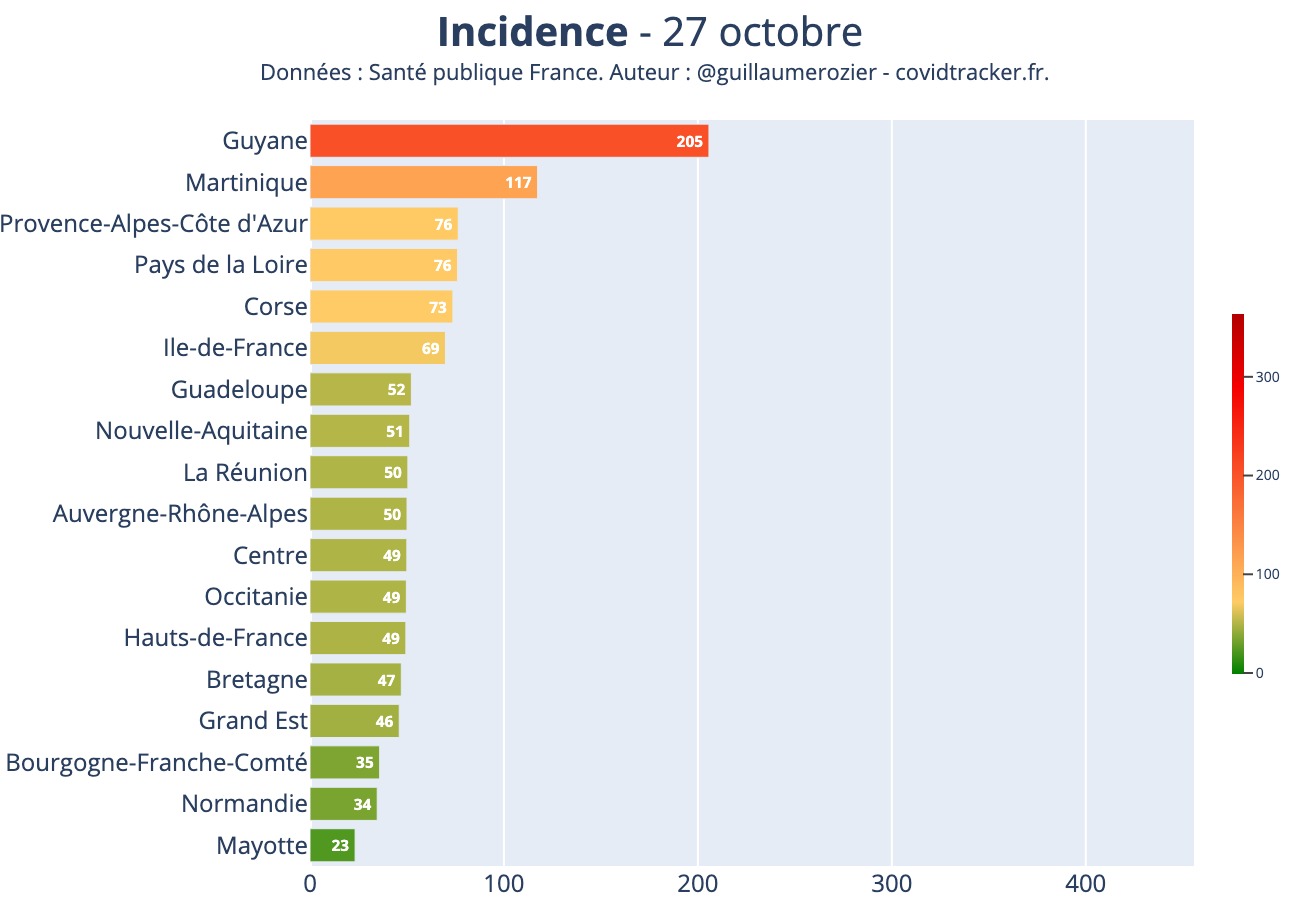 Incidence - 27 octobre
Données : Santé publique France. Auteur : @guillaumerozier - covidtracker.fr.
Guyane 205
Martinique 117
Provence-Alpes-Côte d'Azur 76
Pays de la Loire 76
Corse 73
Ile-de-France 69
Guadeloupe 52
Nouvelle-Aquitaine 51
La Réunion 50
Auvergne-Rhône-Alpes 50
Centre 49
Occitanie 49
Hauts-de-France 49
Bretagne 47
Grand Est 46
Bourgogne-Franche-Comté 35
Normandie 34
Mayotte 23
0 100 200 300 400
300
200
100
0